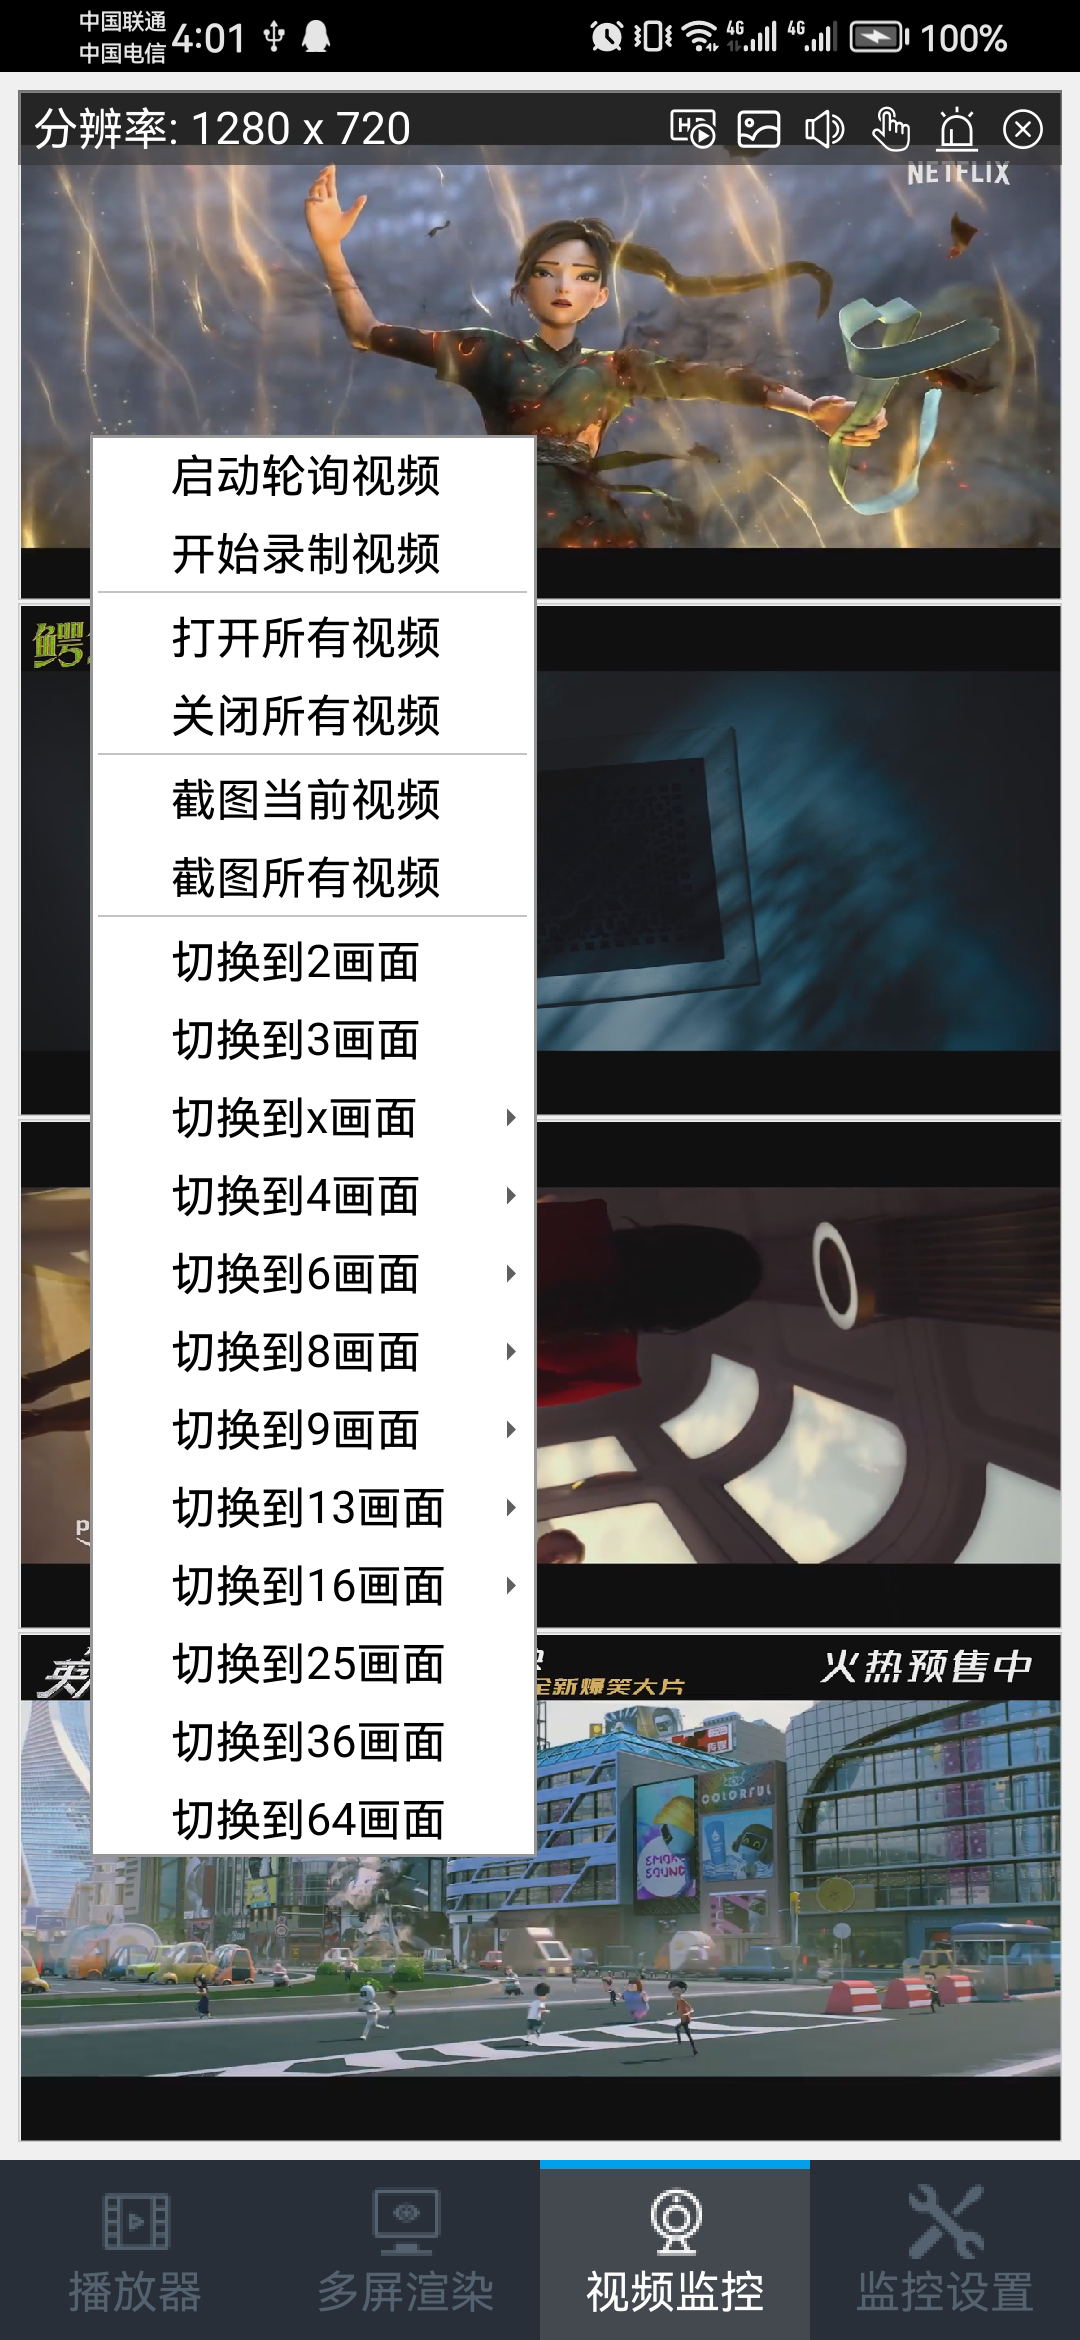 中国联通
中国电信
4:01
4G
4G
100%
分辨率: 1280 x 720
NETFLIX
启动轮询视频
开始录制视频
鳄
打开所有视频
关闭所有视频
截图当前视频
截图所有视频
切换到2画面
切换到3画面
切换到x画面
切换到4画面
切换到6画面
切换到8画面
切换到9画面
切换到13画面
切换到16画面
切换到25画面
英
全新爆笑大片
火热预售中
切换到36画面
切换到64画面
COLORFUL
SMOKE
SOUND
播放器
多屏渲染
视频监控
监控设置